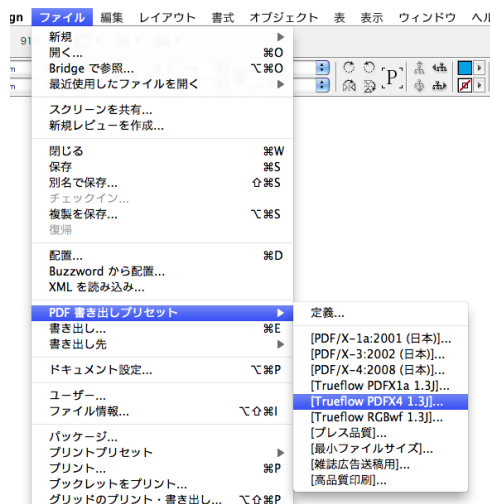 gn ファイル 編集 レイアウト 書式 オブジェクト 表 表示 ウィンドウ ヘル
91
新規
開く... ⌘O
Bridge で参照... ⌥⌘O
最近使用したファイルを開く
スクリーンを共有...
新規レビューを作成...
閉じる ⌘W
保存 ⌘S
別名で保存... ⇧⌘S
チェックイン...
複製を保存... ⌥⌘S
復帰
配置... ⌘D
Buzzword から配置...
XML を読み込み...
PDF 書き出しプリセット
書き出し... ⌘E
書き出し先
ドキュメント設定... ⌥⌘P
ユーザー...
ファイル情報... ⌥⇧⌘I
パッケージ...
プリントプリセット
プリント... ⌘P
ブックレットをプリント...
グリッドのプリント・書き出し... ⌥⇧⌘P
定義...
[PDF/X-1a:2001 (日本)]...
[PDF/X-3:2002 (日本)]...
[PDF/X-4:2008 (日本)]...
[Trueflow PDFX1a 1.3J]...
[Trueflow PDFX4 1.3J]...
[Trueflow RGBwf 1.3J]...
[プレス品質]...
[最小ファイルサイズ]...
[雑誌広告送稿用]...
[高品質印刷]...
P